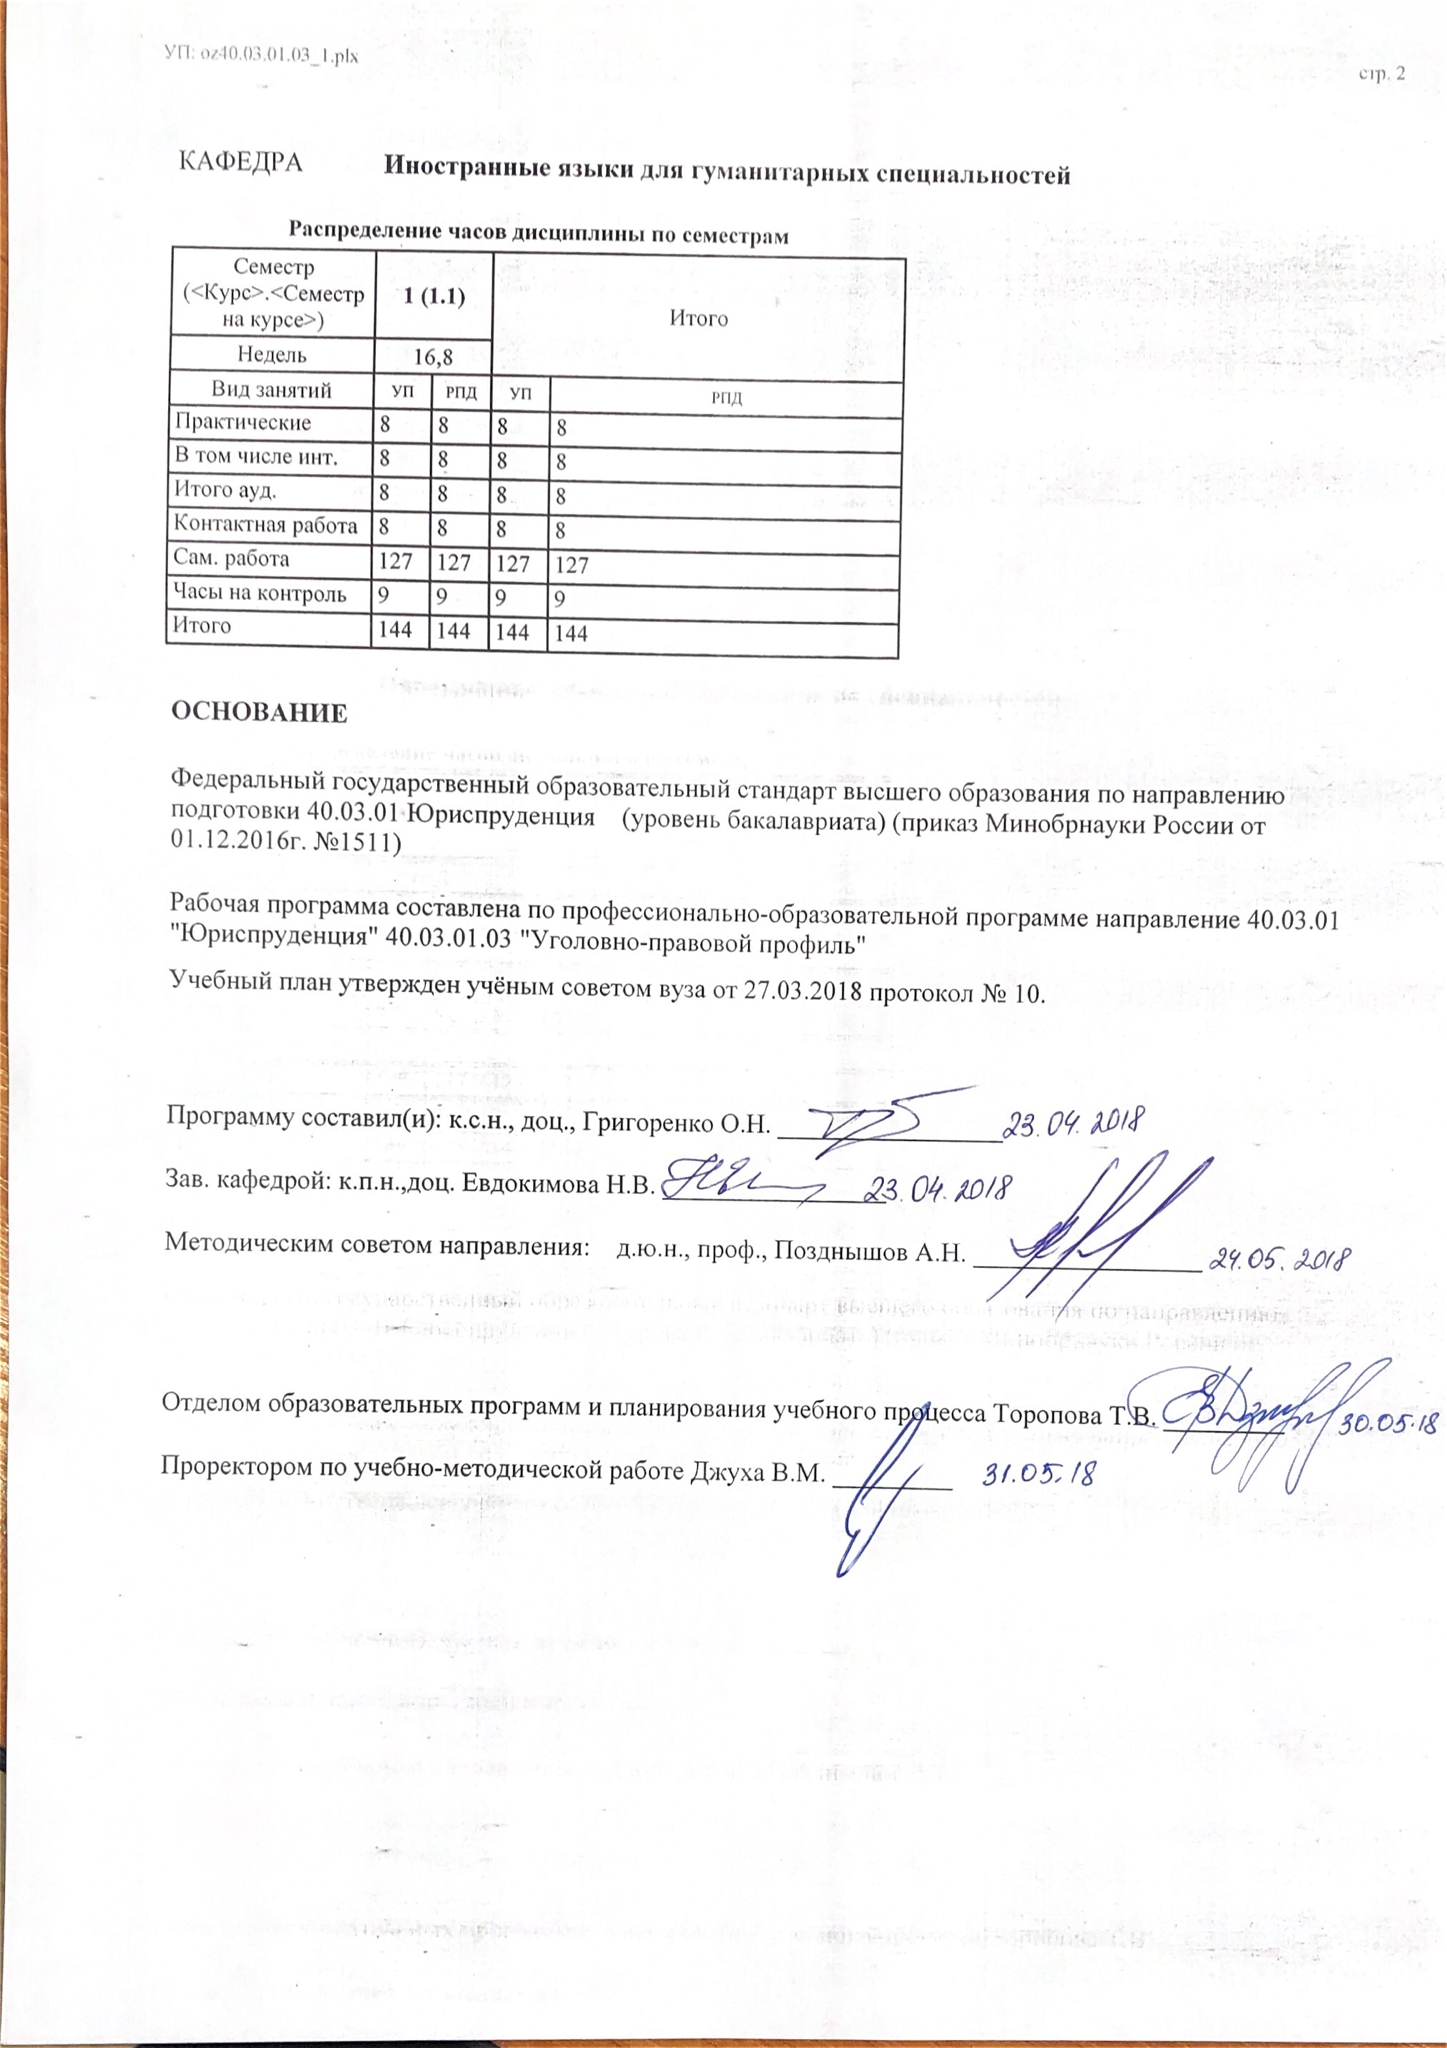 УП: oz40.03.01.03_1.plx
стр. 2
КАФЕДРА Иностранные языки для гуманитарных специальностей
Распределение часов дисциплины по семестрам
Семестр
(<Курс>.<Семестр
на курсе>)
1 (1.1)
Итого
Недель 16,8
Вид занятий УП РПД УП РПД
Практические 8 8 8 8
В том числе инт. 8 8 8 8
Итого ауд. 8 8 8 8
Контактная работа 8 8 8 8
Сам. работа 127 127 127 127
Часы на контроль 9 9 9 9
Итого 144 144 144 144
ОСНОВАНИЕ
Федеральный государственный образовательный стандарт высшего образования по направлению
подготовки 40.03.01 Юриспруденция (уровень бакалавриата) (приказ Минобрнауки России от
01.12.2016г. №1511)
Рабочая программа составлена по профессионально-образовательной программе направление 40.03.01
"Юриспруденция" 40.03.01.03 "Уголовно-правовой профиль"
Учебный план утвержден учёным советом вуза от 27.03.2018 протокол № 10.
Программу составил(и): к.с.н., доц., Григоренко О.Н. 23.04.2018
Зав. кафедрой: к.п.н.,доц. Евдокимова Н.В. 23.04.2018
Методическим советом направления: д.ю.н., проф., Позднышов А.Н. 24.05.2018
Отделом образовательных программ и планирования учебного процесса Торопова Т.В. 30.05.18
Проректором по учебно-методической работе Джуха В.М. 31.05.18